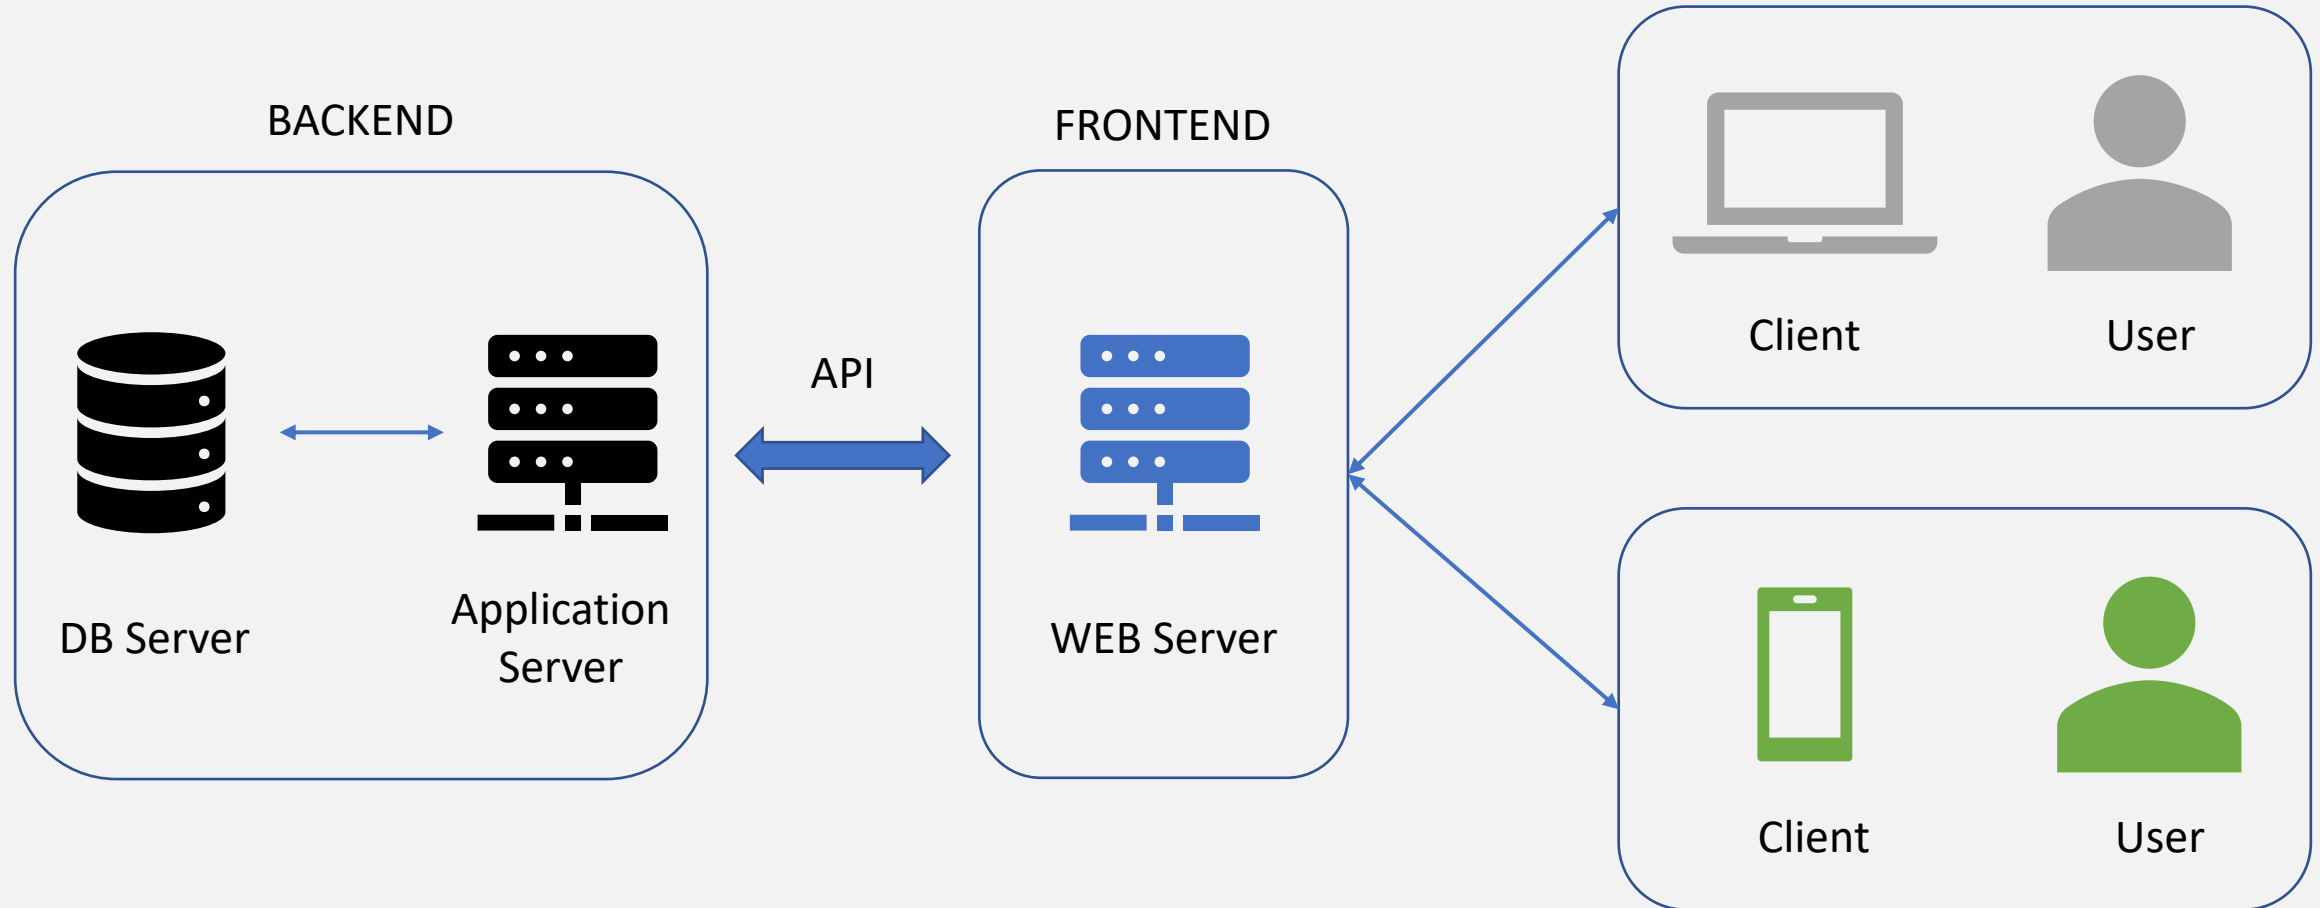 BACKEND
FRONTEND
API
DB Server
Application
Server
WEB Server
Client
User
Client
User